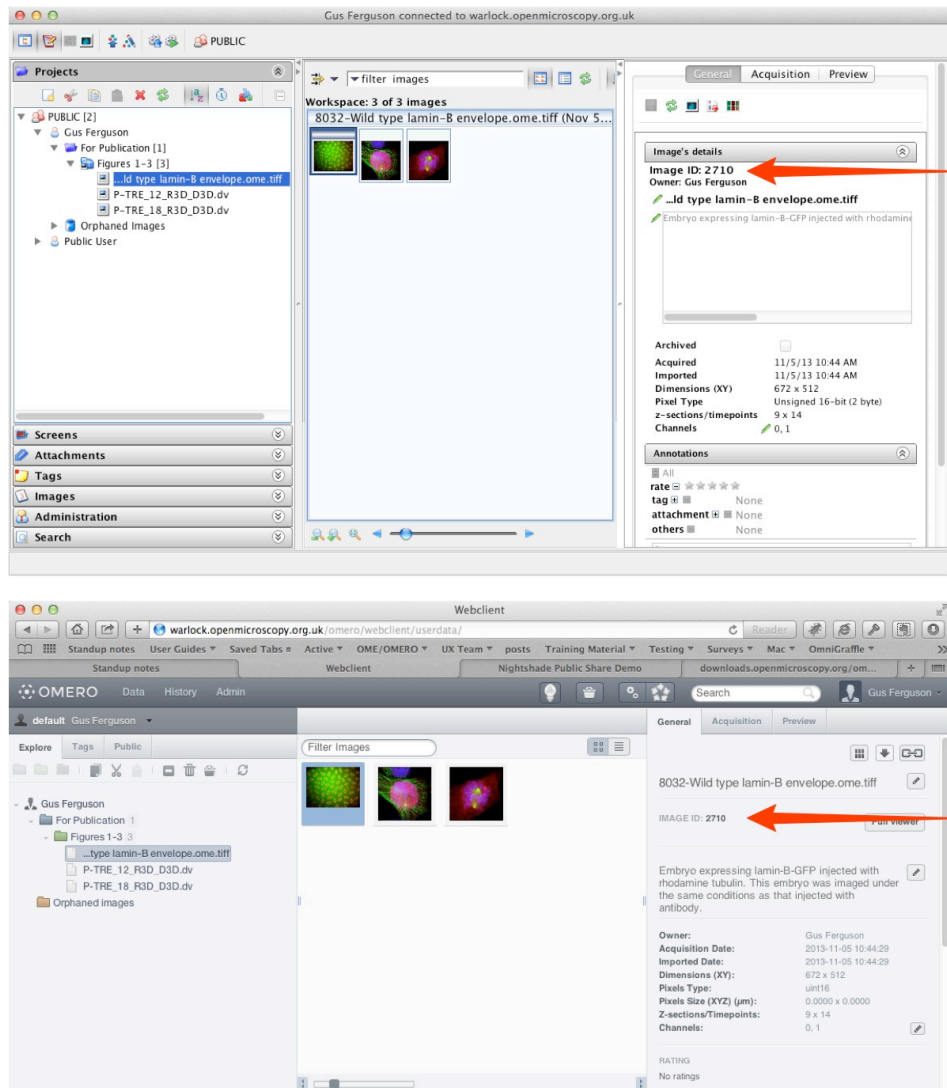 Gus Ferguson connected to warlock.openmicroscopy.org.uk
PUBLIC
Projects
PUBLIC [2]
Gus Ferguson
For Publication [1]
Figures 1-3 [3]
...ld type lamin-B envelope.ome.tiff
P-TRE_12_R3D_D3D.dv
P-TRE_18_R3D_D3D.dv
Orphaned Images
Public User
Screens
Attachments
Tags
Images
Administration
Search
filter images
Workspace: 3 of 3 images
8032-Wild type lamin-B envelope.ome.tiff (Nov 5...
General Acquisition Preview
Image's details
Image ID: 2710
Owner: Gus Ferguson
...ld type lamin-B envelope.ome.tiff
Embryo expressing lamin-B-GFP injected with rhodamine
Archived
Acquired 11/5/13 10:44 AM
Imported 11/5/13 10:44 AM
Dimensions (XY) 672 x 512
Pixel Type Unsigned 16-bit (2 byte)
z-sections/timepoints 9 x 14
Channels 0, 1
Annotations
All
rate
tag None
attachment None
others None
Webclient
warlock.openmicroscopy.org.uk/omero/webclient/userdata/
Reader
Standup notes User Guides Saved Tabs Active OME/OMERO UX Team posts Training Material Testing Surveys Mac OmniGraffle
Standup notes Webclient Nightshade Public Share Demo downloads.openmicroscopy.org/om...
OMERO Data History Admin Search Gus Ferguson
default Gus Ferguson
Explore Tags Public
Gus Ferguson
For Publication 1
Figures 1-3 3
...type lamin-B envelope.ome.tiff
P-TRE_12_R3D_D3D.dv
P-TRE_18_R3D_D3D.dv
Orphaned images
Filter Images
General Acquisition Preview
8032-Wild type lamin-B envelope.ome.tiff
IMAGE ID: 2710
Full viewer
Embryo expressing lamin-B-GFP injected with
rhodamine tubulin. This embryo was imaged under
the same conditions as that injected with
antibody.
Owner: Gus Ferguson
Acquisition Date: 2013-11-05 10:44:29
Imported Date: 2013-11-05 10:44:29
Dimensions (XY): 672 x 512
Pixels Type: uint16
Pixels Size (XYZ) (µm): 0.0000 x 0.0000
Z-sections/Timepoints: 9 x 14
Channels: 0, 1
RATING
No ratings